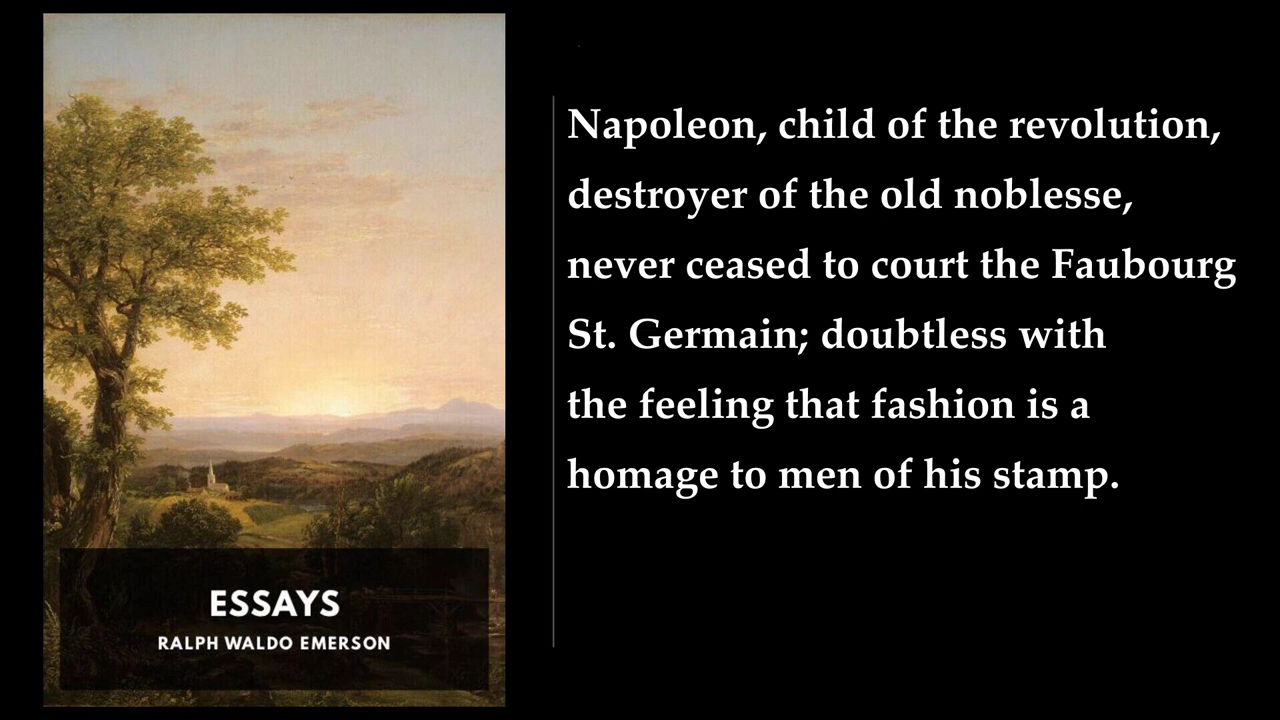 Napoleon, child of the revolution,
destroyer of the old noblesse,
never ceased to court the Faubourg
St. Germain; doubtless with
the feeling that fashion is a
homage to men of his stamp.
ESSAYS
RALPH WALDO EMERSON